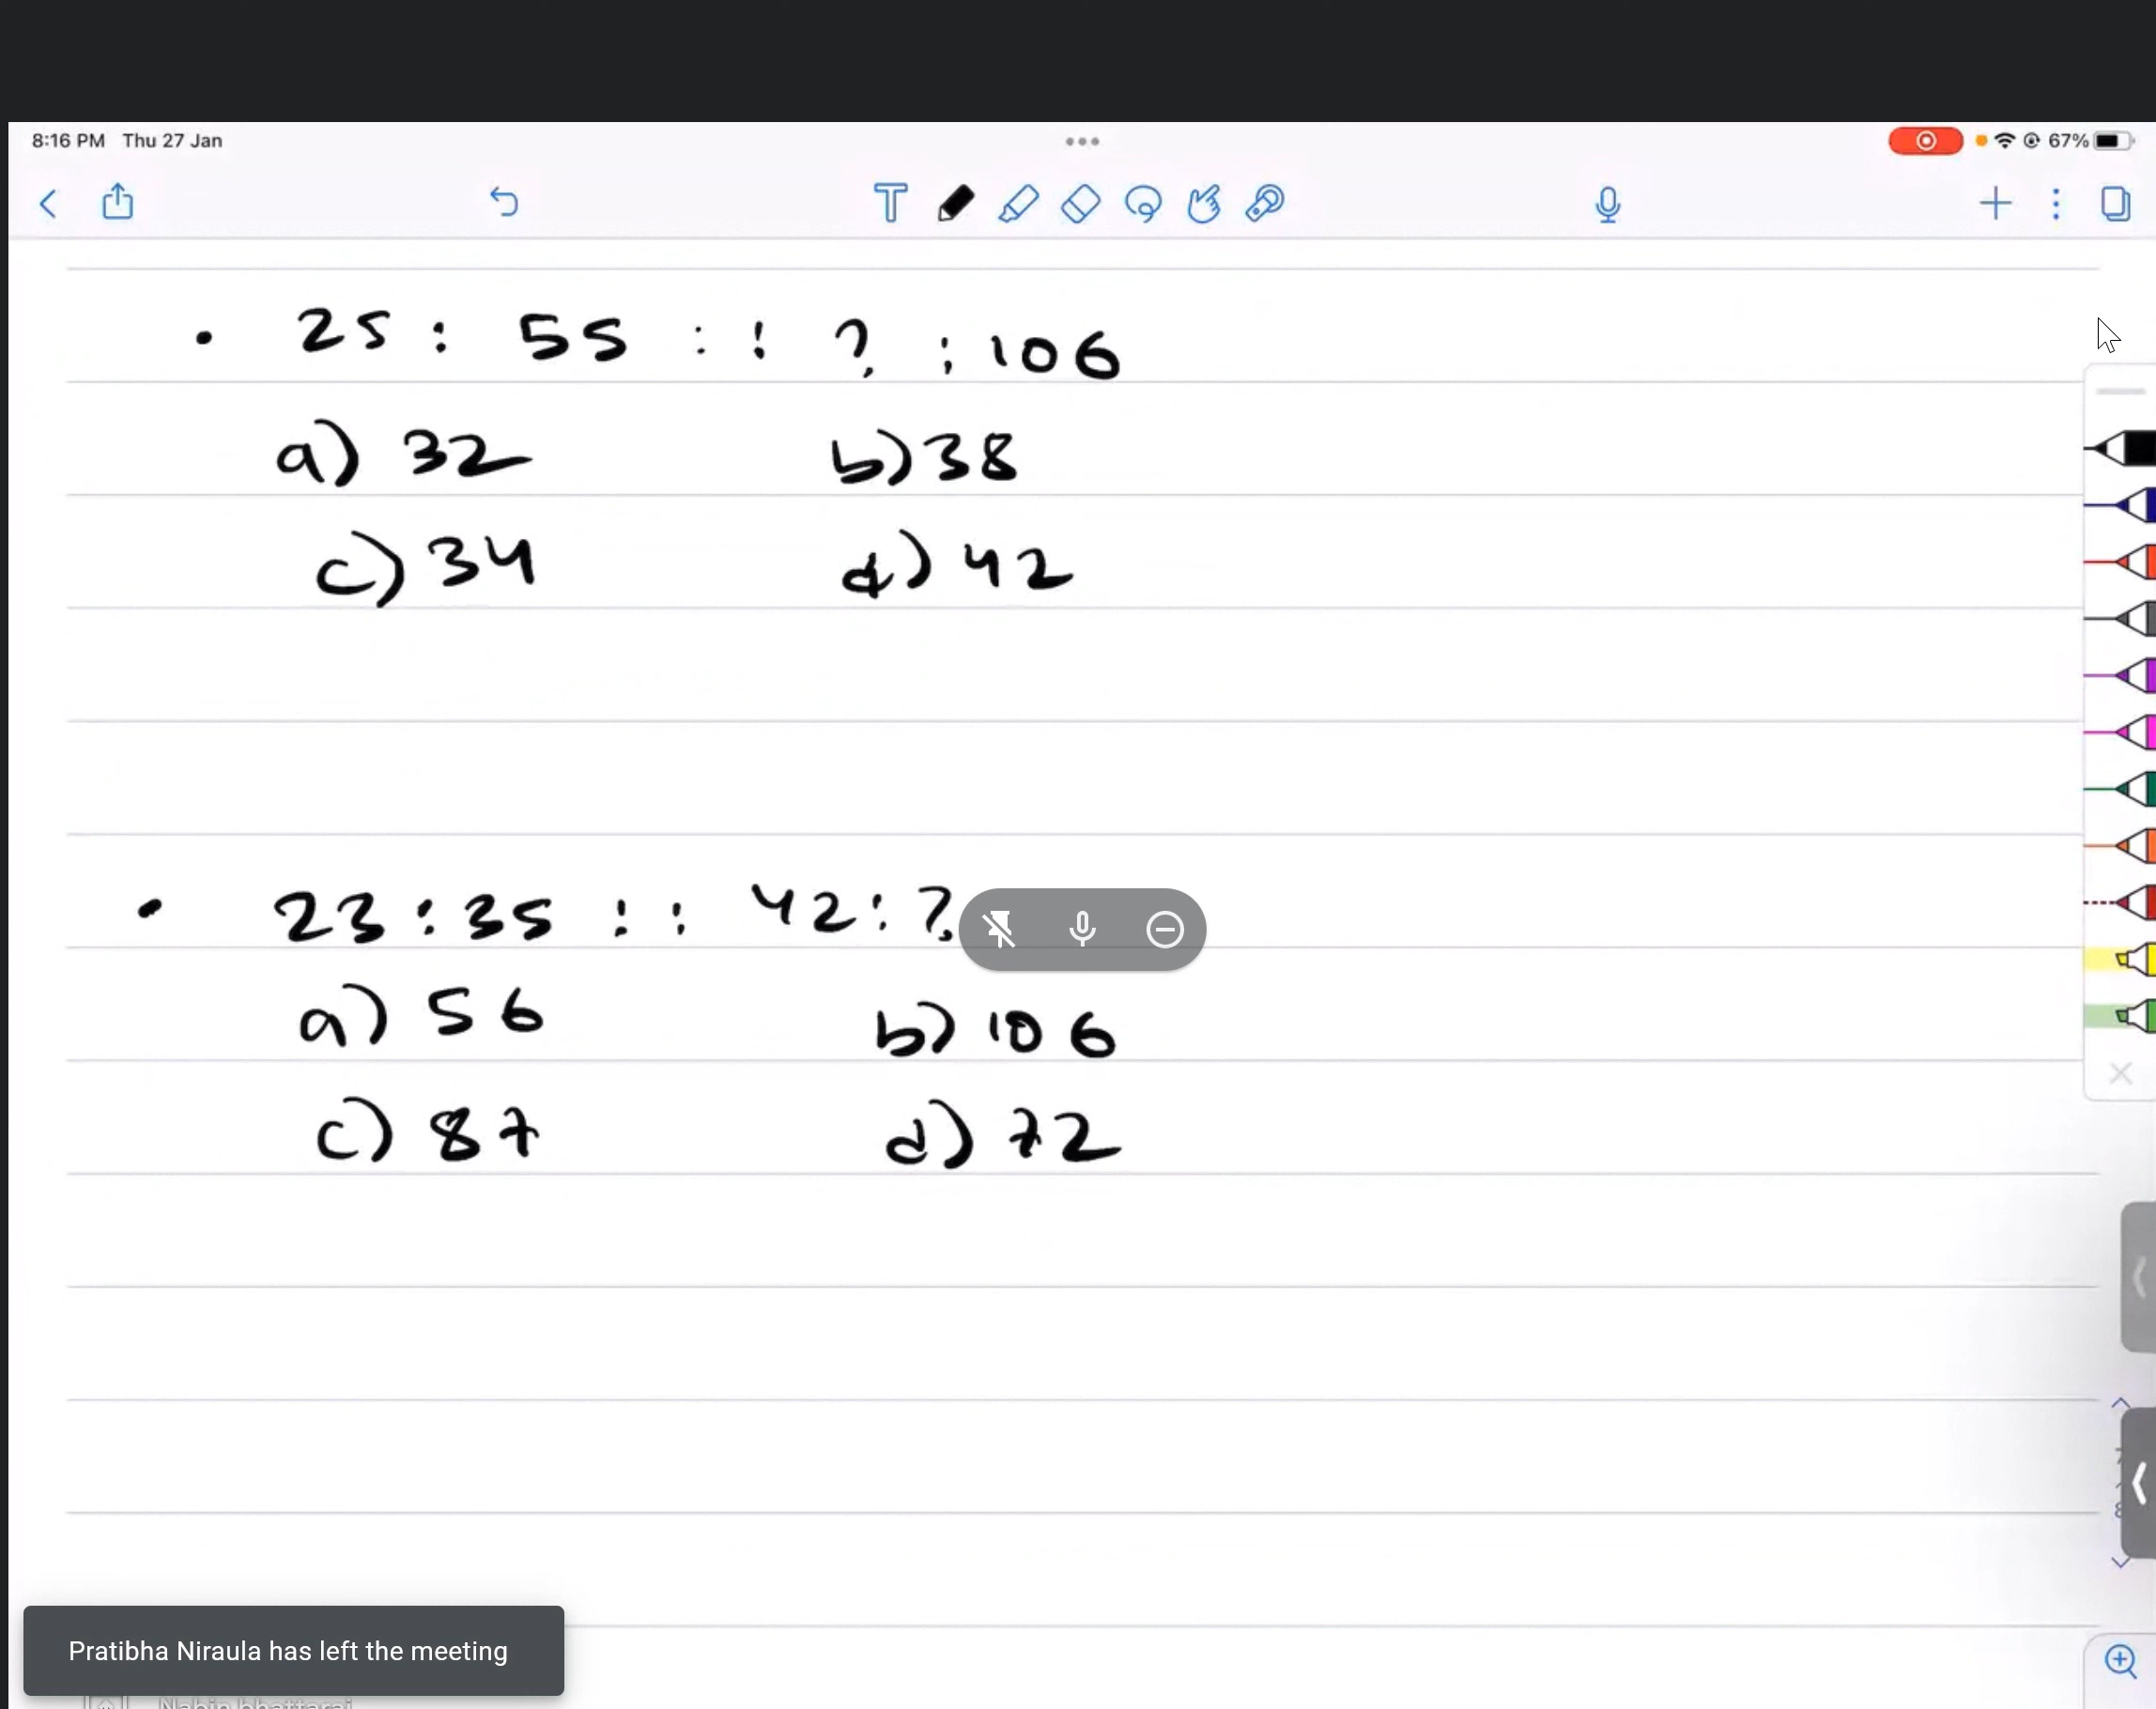 8:16 PM Thu 27 Jan
67%
• 25 : 55 : : ? : 106
a) 32 b) 38
c) 34 d) 42
• 23 : 35 : : 42 : ?
a) 56 b) 106
c) 87 d) 72
Pratibha Niraula has left the meeting